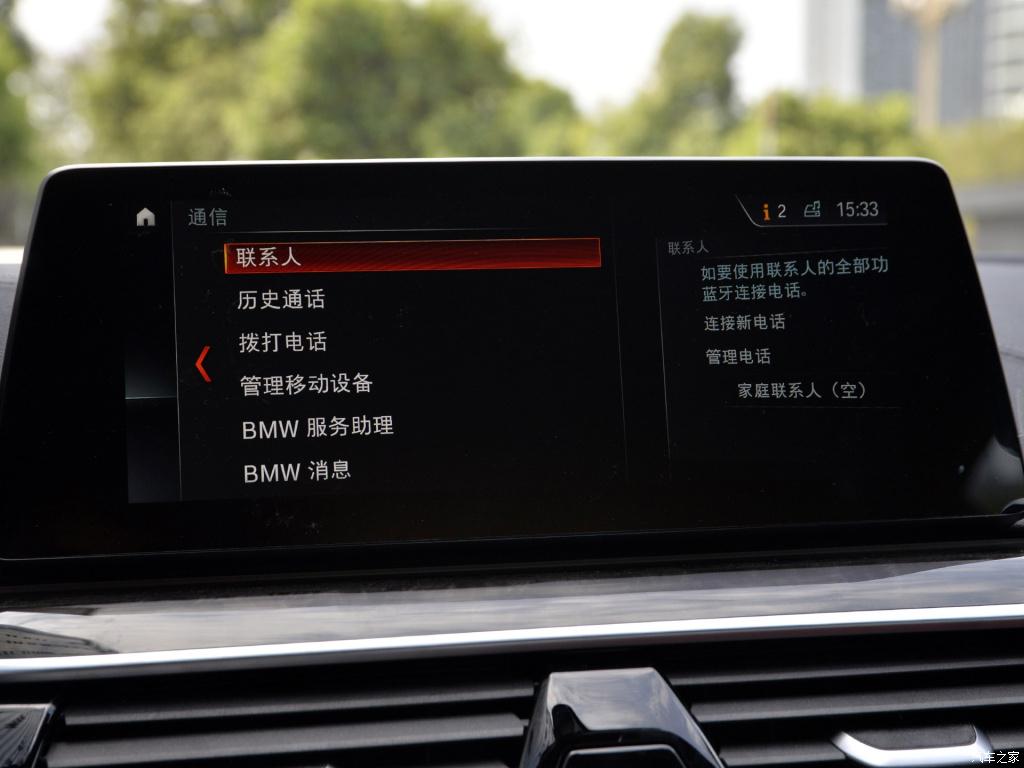 通信
2 15:33
联系人
历史通话
拨打电话
管理移动设备
BMW 服务助理
BMW 消息
联系人
如要使用联系人的全部功
蓝牙连接电话。
连接新电话
管理电话
家庭联系人（空）
汽车之家